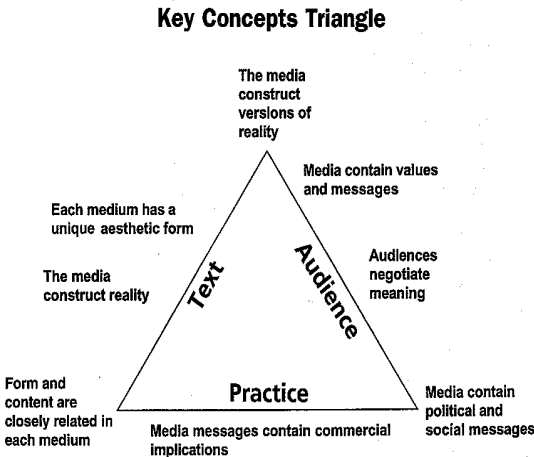 Key Concepts Triangle
The media
construct
versions of
reality
Media contain values
and messages
Each medium has a
unique aesthetic form
Audiences
negotiate
meaning
The media
construct reality
Text
Audience
Form and
content are
closely related in
each medium
Practice
Media contain
political and
social messages
Media messages contain commercial
implications